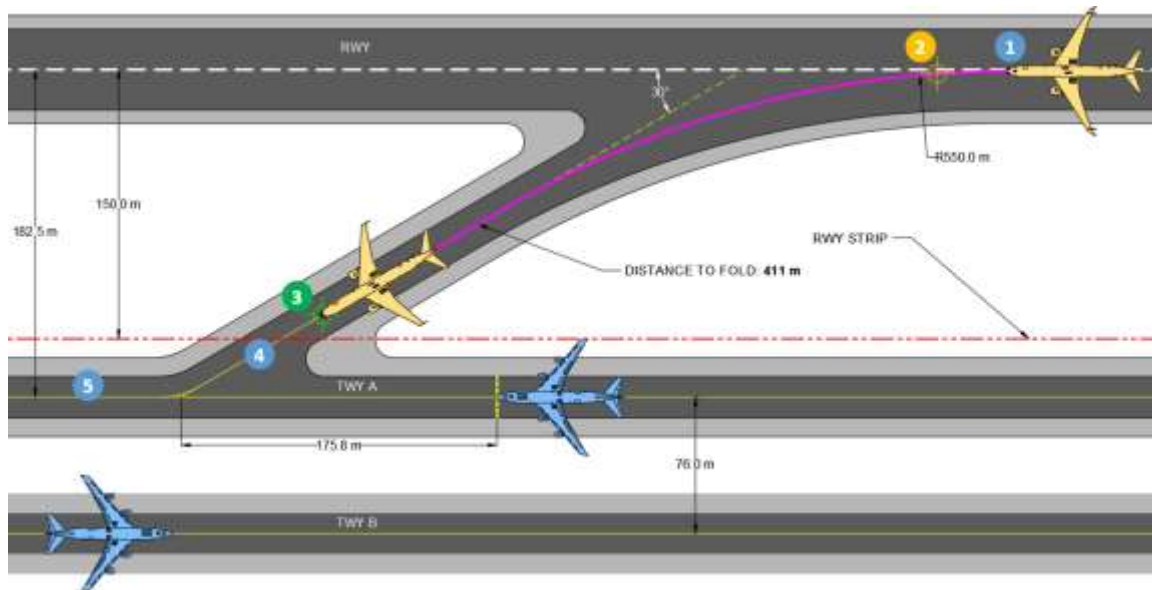 RWY
2
1
30°
R550.0 m
150.0 m
182.5 m
RWY STRIP
DISTANCE TO FOLD: 411 m
3
4
5
TWY A
175.8 m
76.0 m
TWY B